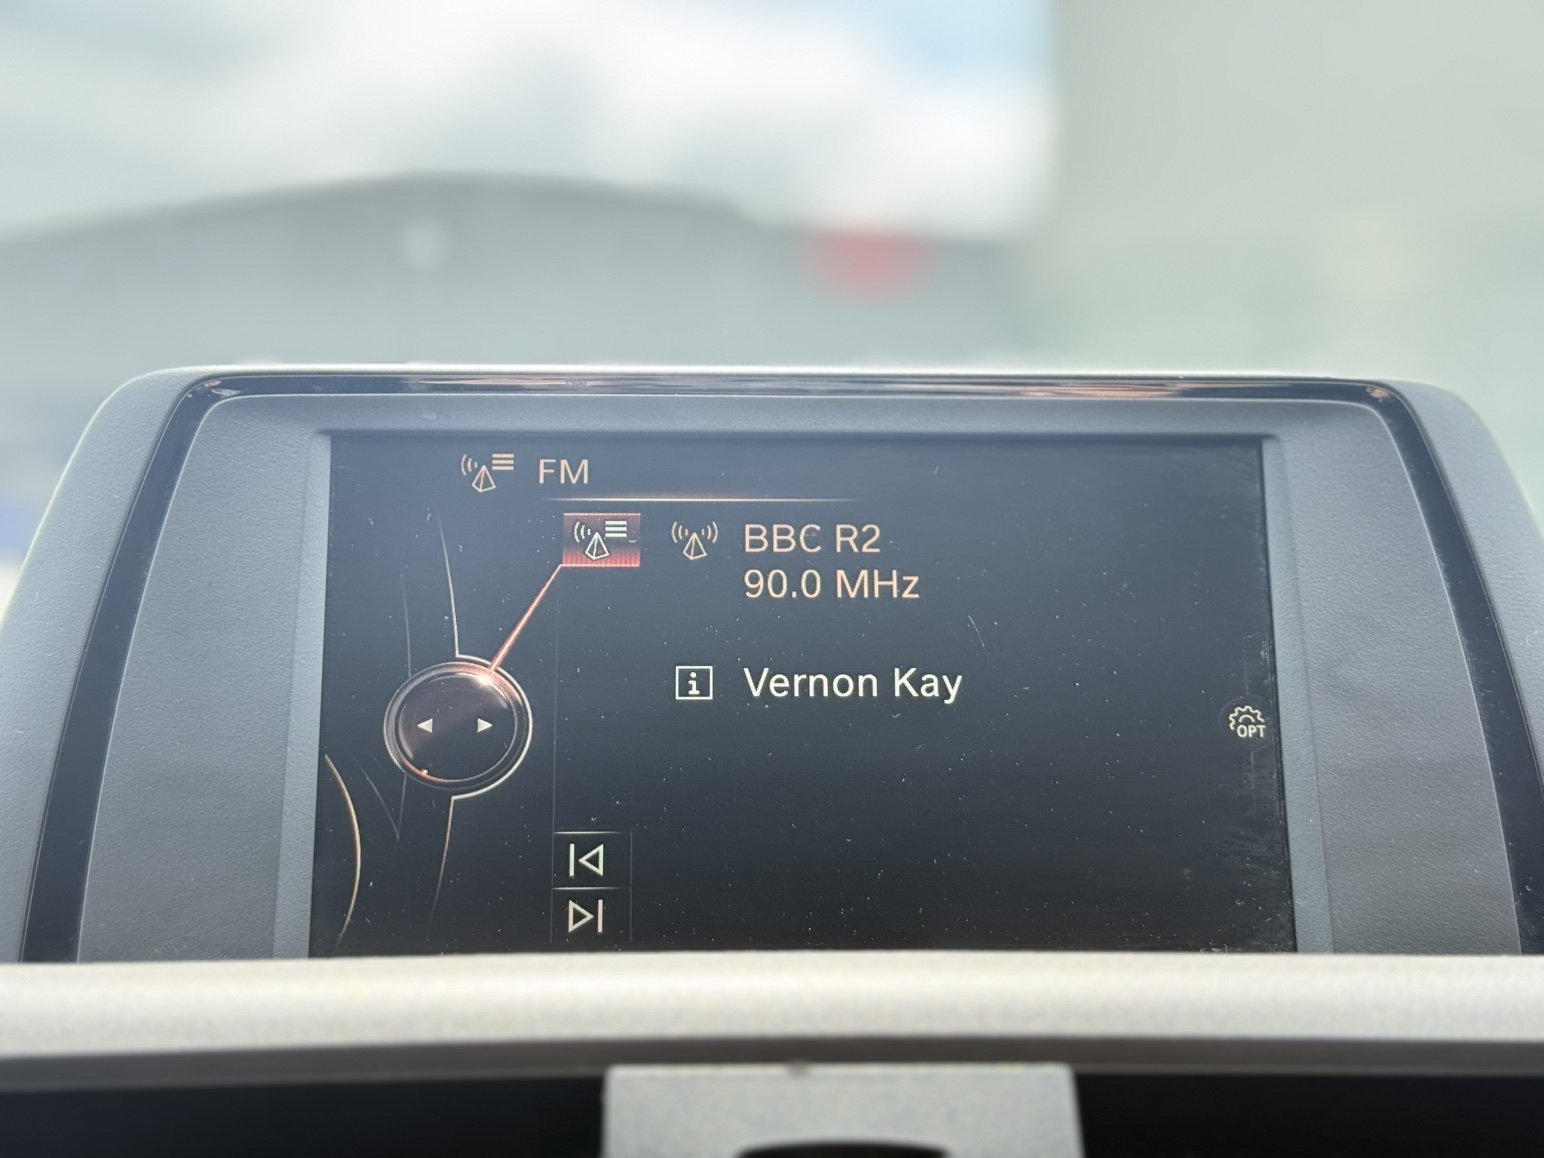 FM
BBC R2
90.0 MHz
i Vernon Kay
OPT